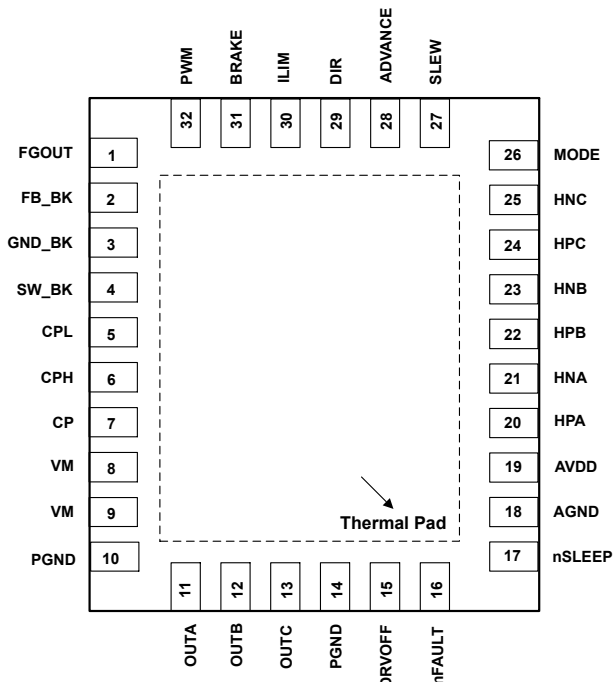 PWM
BRAKE
ILIM
DIR
ADVANCE
SLEW
32
31
30
29
28
27
FGOUT 1
FB_BK 2
GND_BK 3
SW_BK 4
CPL 5
CPH 6
CP 7
VM 8
VM 9
PGND 10
26 MODE
25 HNC
24 HPC
23 HNB
22 HPB
21 HNA
20 HPA
19 AVDD
18 AGND
17 nSLEEP
Thermal Pad
11
12
13
14
15
16
OUTA
OUTB
OUTC
PGND
DRVOFF
nFAULT